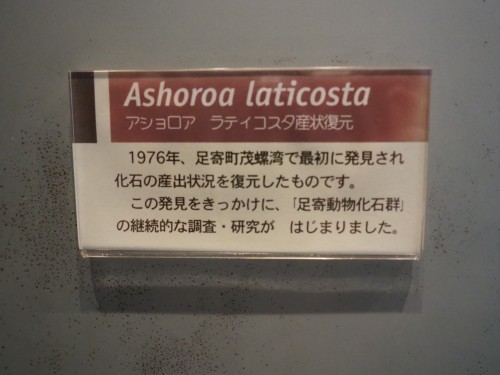 Ashoroa laticosta
アショロア　ラティコスタ産状復元
1976年、足寄町茂螺湾で最初に発見され
化石の産出状況を復元したものです。
この発見をきっかけに、「足寄動物化石群」
の継続的な調査・研究が　はじまりました。